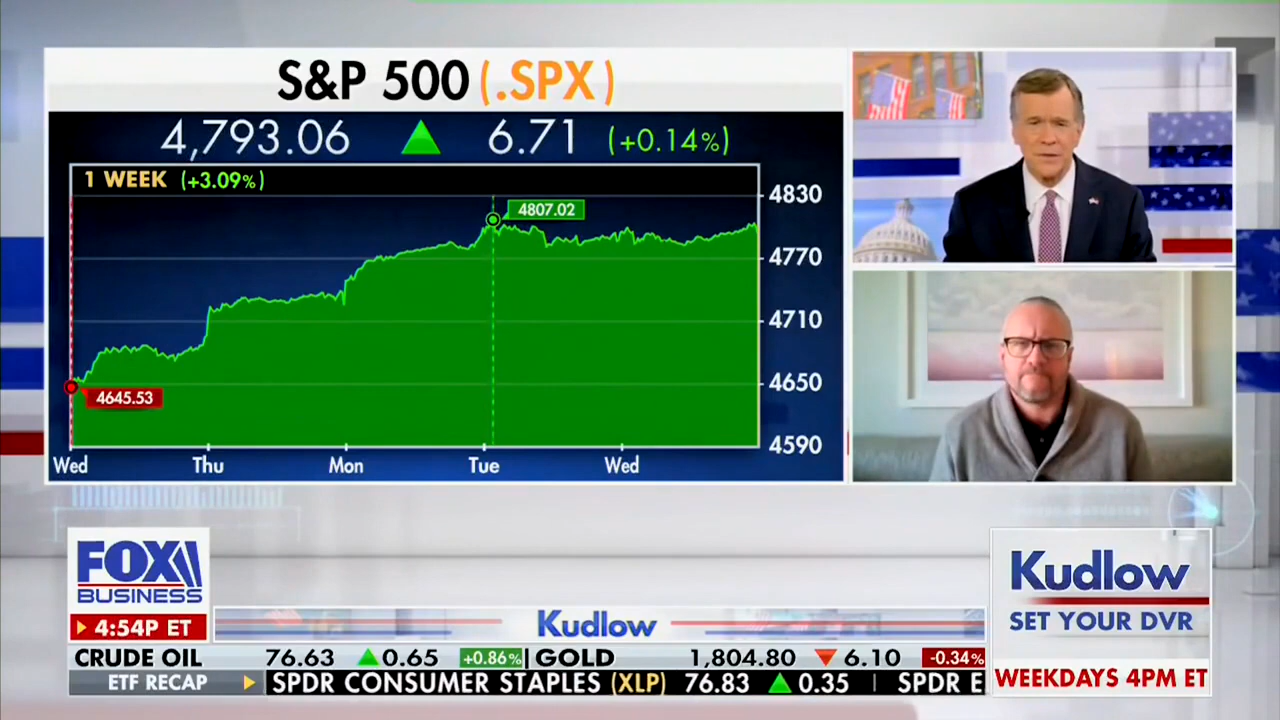 S&P 500 (.SPX)
4,793.06 ▲ 6.71 (+0.14%)
1 WEEK (+3.09%)
4830
4807.02
4770
4710
4650
4645.53
4590
Wed Thu Mon Tue Wed
FOX
BUSINESS
4:54P ET
Kudlow
Kudlow
SET YOUR DVR
WEEKDAYS 4PM ET
CRUDE OIL 76.63 ▲ 0.65 +0.86% GOLD 1,804.80 ▼ 6.10 -0.34%
ETF RECAP SPDR CONSUMER STAPLES (XLP) 76.83 ▲ 0.35 | SPDR E